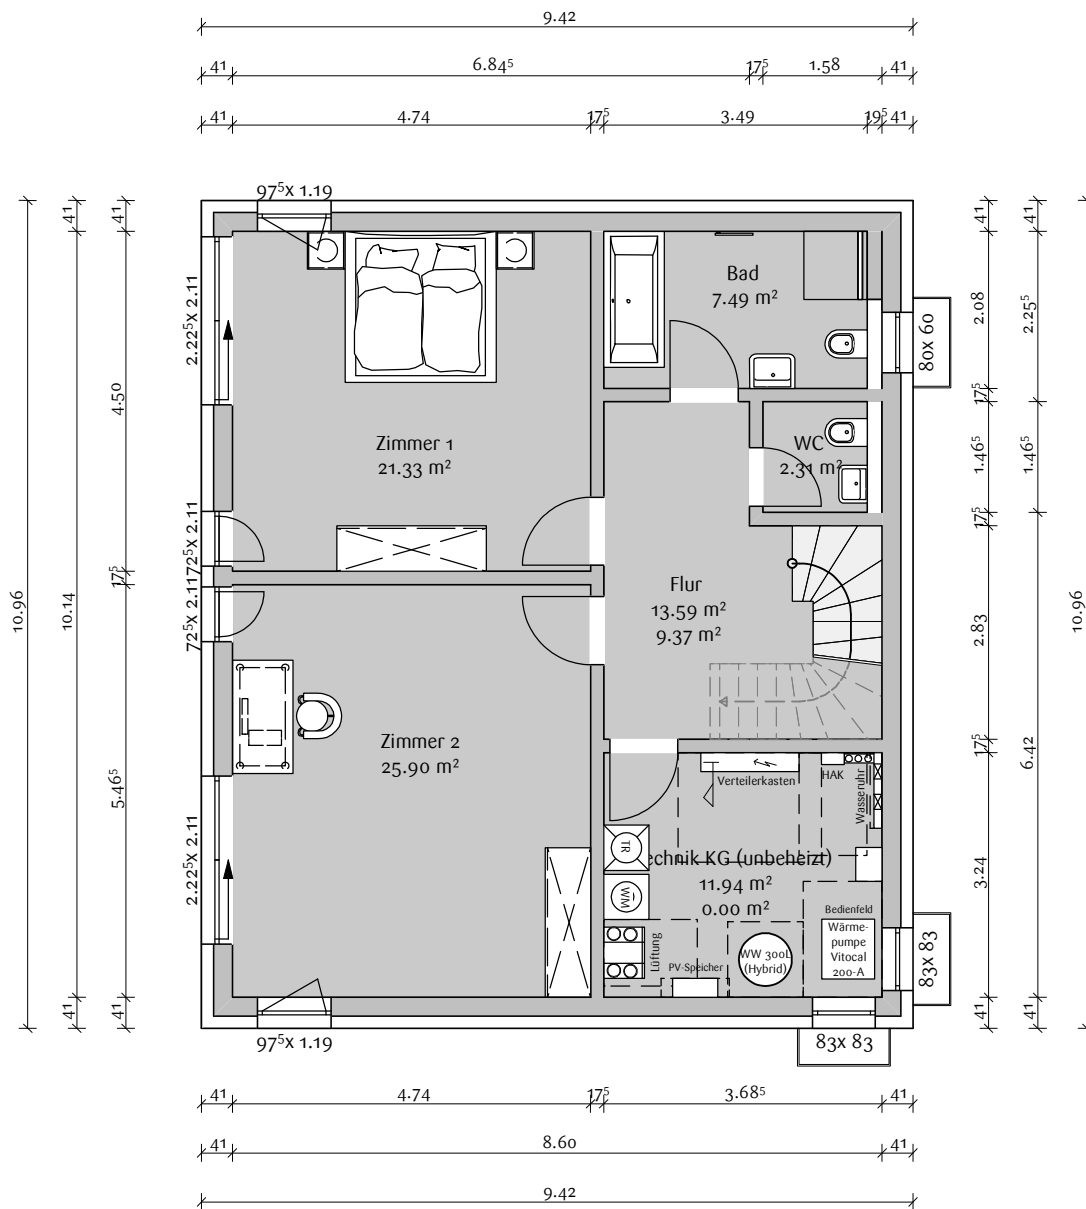 9.42
41 6.84⁵ 17⁵ 1.58 41
41 4.74 17⁵ 3.49 19⁵ 41
97⁵x 1.19
10.96
41 10.14 41
41 4.50 17⁵ 5.46⁵ 41
2.22⁵x 2.11
72⁵x 2.11
72⁵x 2.11
2.22⁵x 2.11
Bad
7.49 m²
80x 60
Zimmer 1
21.33 m²
WC
2.31 m²
Flur
13.59 m²
9.37 m²
Zimmer 2
25.90 m²
Verteilerkasten
HAK
Wasseruhr
TR
echnik KG (unbeheizt)
11.94 m²
0.00 m²
WM
Lüftung
PV-Speicher
WW 300L
(Hybrid)
Bedienfeld
Wärme-
pumpe
Vitocal
200-A
83x 83
83x 83
97⁵x 1.19
41 2.08 17⁵ 1.46⁵ 17⁵ 2.83 17⁵ 3.24 41
41 2.25⁵ 1.46⁵ 6.42 41
10.96
41 4.74 17⁵ 3.68⁵ 41
41 8.60 41
9.42